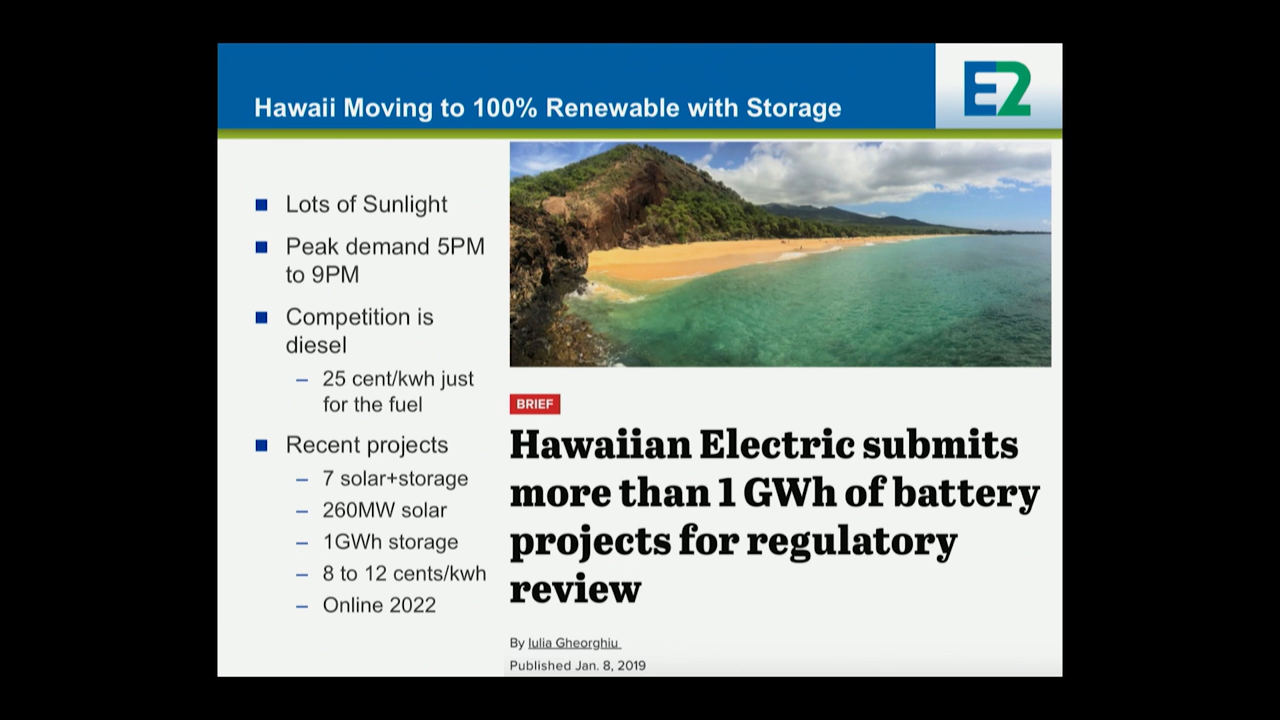 Hawaii Moving to 100% Renewable with Storage
E2
Lots of Sunlight
Peak demand 5PM
to 9PM
Competition is
diesel
– 25 cent/kwh just
for the fuel
Recent projects
– 7 solar+storage
– 260MW solar
– 1GWh storage
– 8 to 12 cents/kwh
– Online 2022
BRIEF
Hawaiian Electric submits
more than 1 GWh of battery
projects for regulatory
review
By Iulia Gheorghiu
Published Jan. 8, 2019